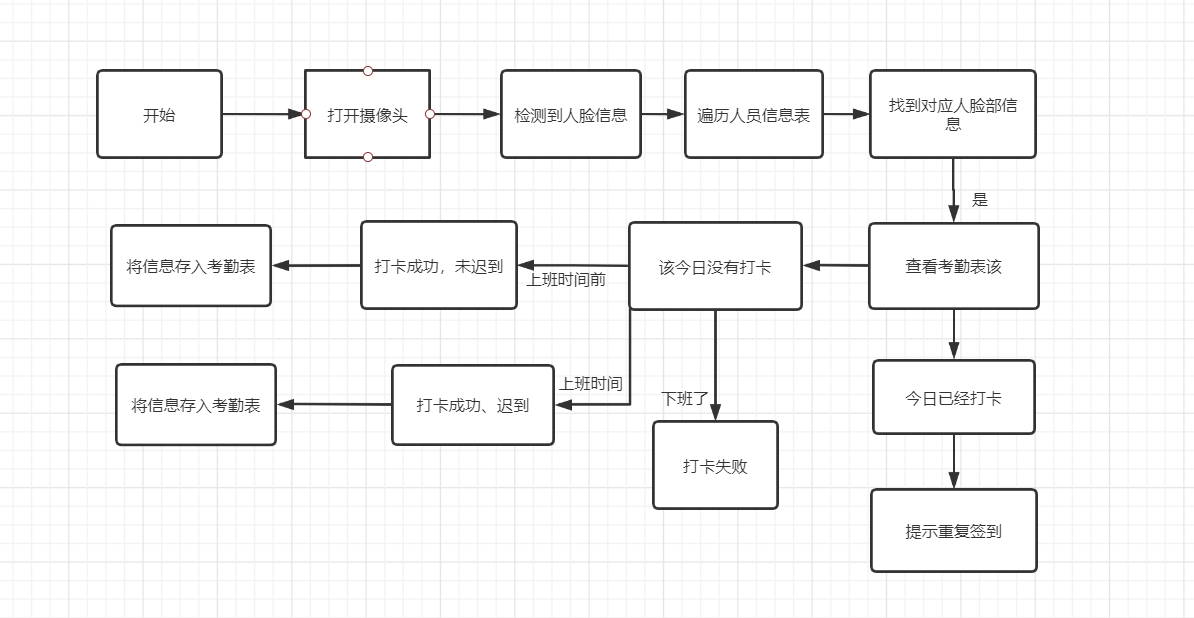 开始
打开摄像头
检测到人脸信息
遍历人员信息表
找到对应人脸部信
息
是
将信息存入考勤表
打卡成功，未迟到
上班时间前
该今日没有打卡
查看考勤表该
将信息存入考勤表
打卡成功、迟到
上班时间
下班了
今日已经打卡
打卡失败
提示重复签到